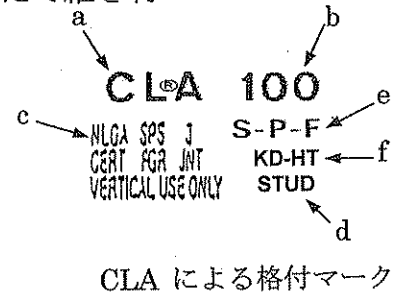 a
b
CL®A 100
c
e
NLGA SPS 3
S-P-F
CERT FGR JNT
KD-HT
f
VERTICAL USE ONLY
STUD
d
CLA による格付マーク